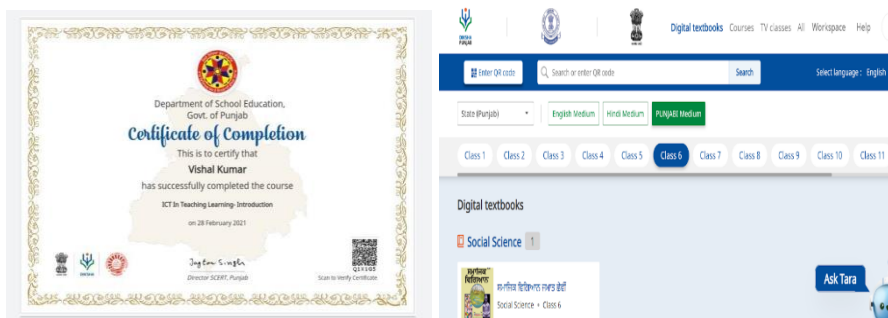 Department of School Education,
Govt. of Punjab
Certificate of Completion
This is to certify that
Vishal Kumar
has successfully completed the course
ICT In Teaching Learning- Introduction
on 28 February 2021
Director SCERT, Punjab
Scan to Verify Certificate
Digital textbooks Courses TV classes All Workspace Help
Enter QR code Search or enter QR code Search Select language : English
State (Punjab) English Medium Hindi Medium PUNJABI Medium
Class 1 Class 2 Class 3 Class 4 Class 5 Class 6 Class 7 Class 8 Class 9 Class 10 Class 11
Digital textbooks
Social Science 1
ਸਮਾਜਿਕ ਵਿਗਿਆਨ
Social Science • Class 6
Ask Tara